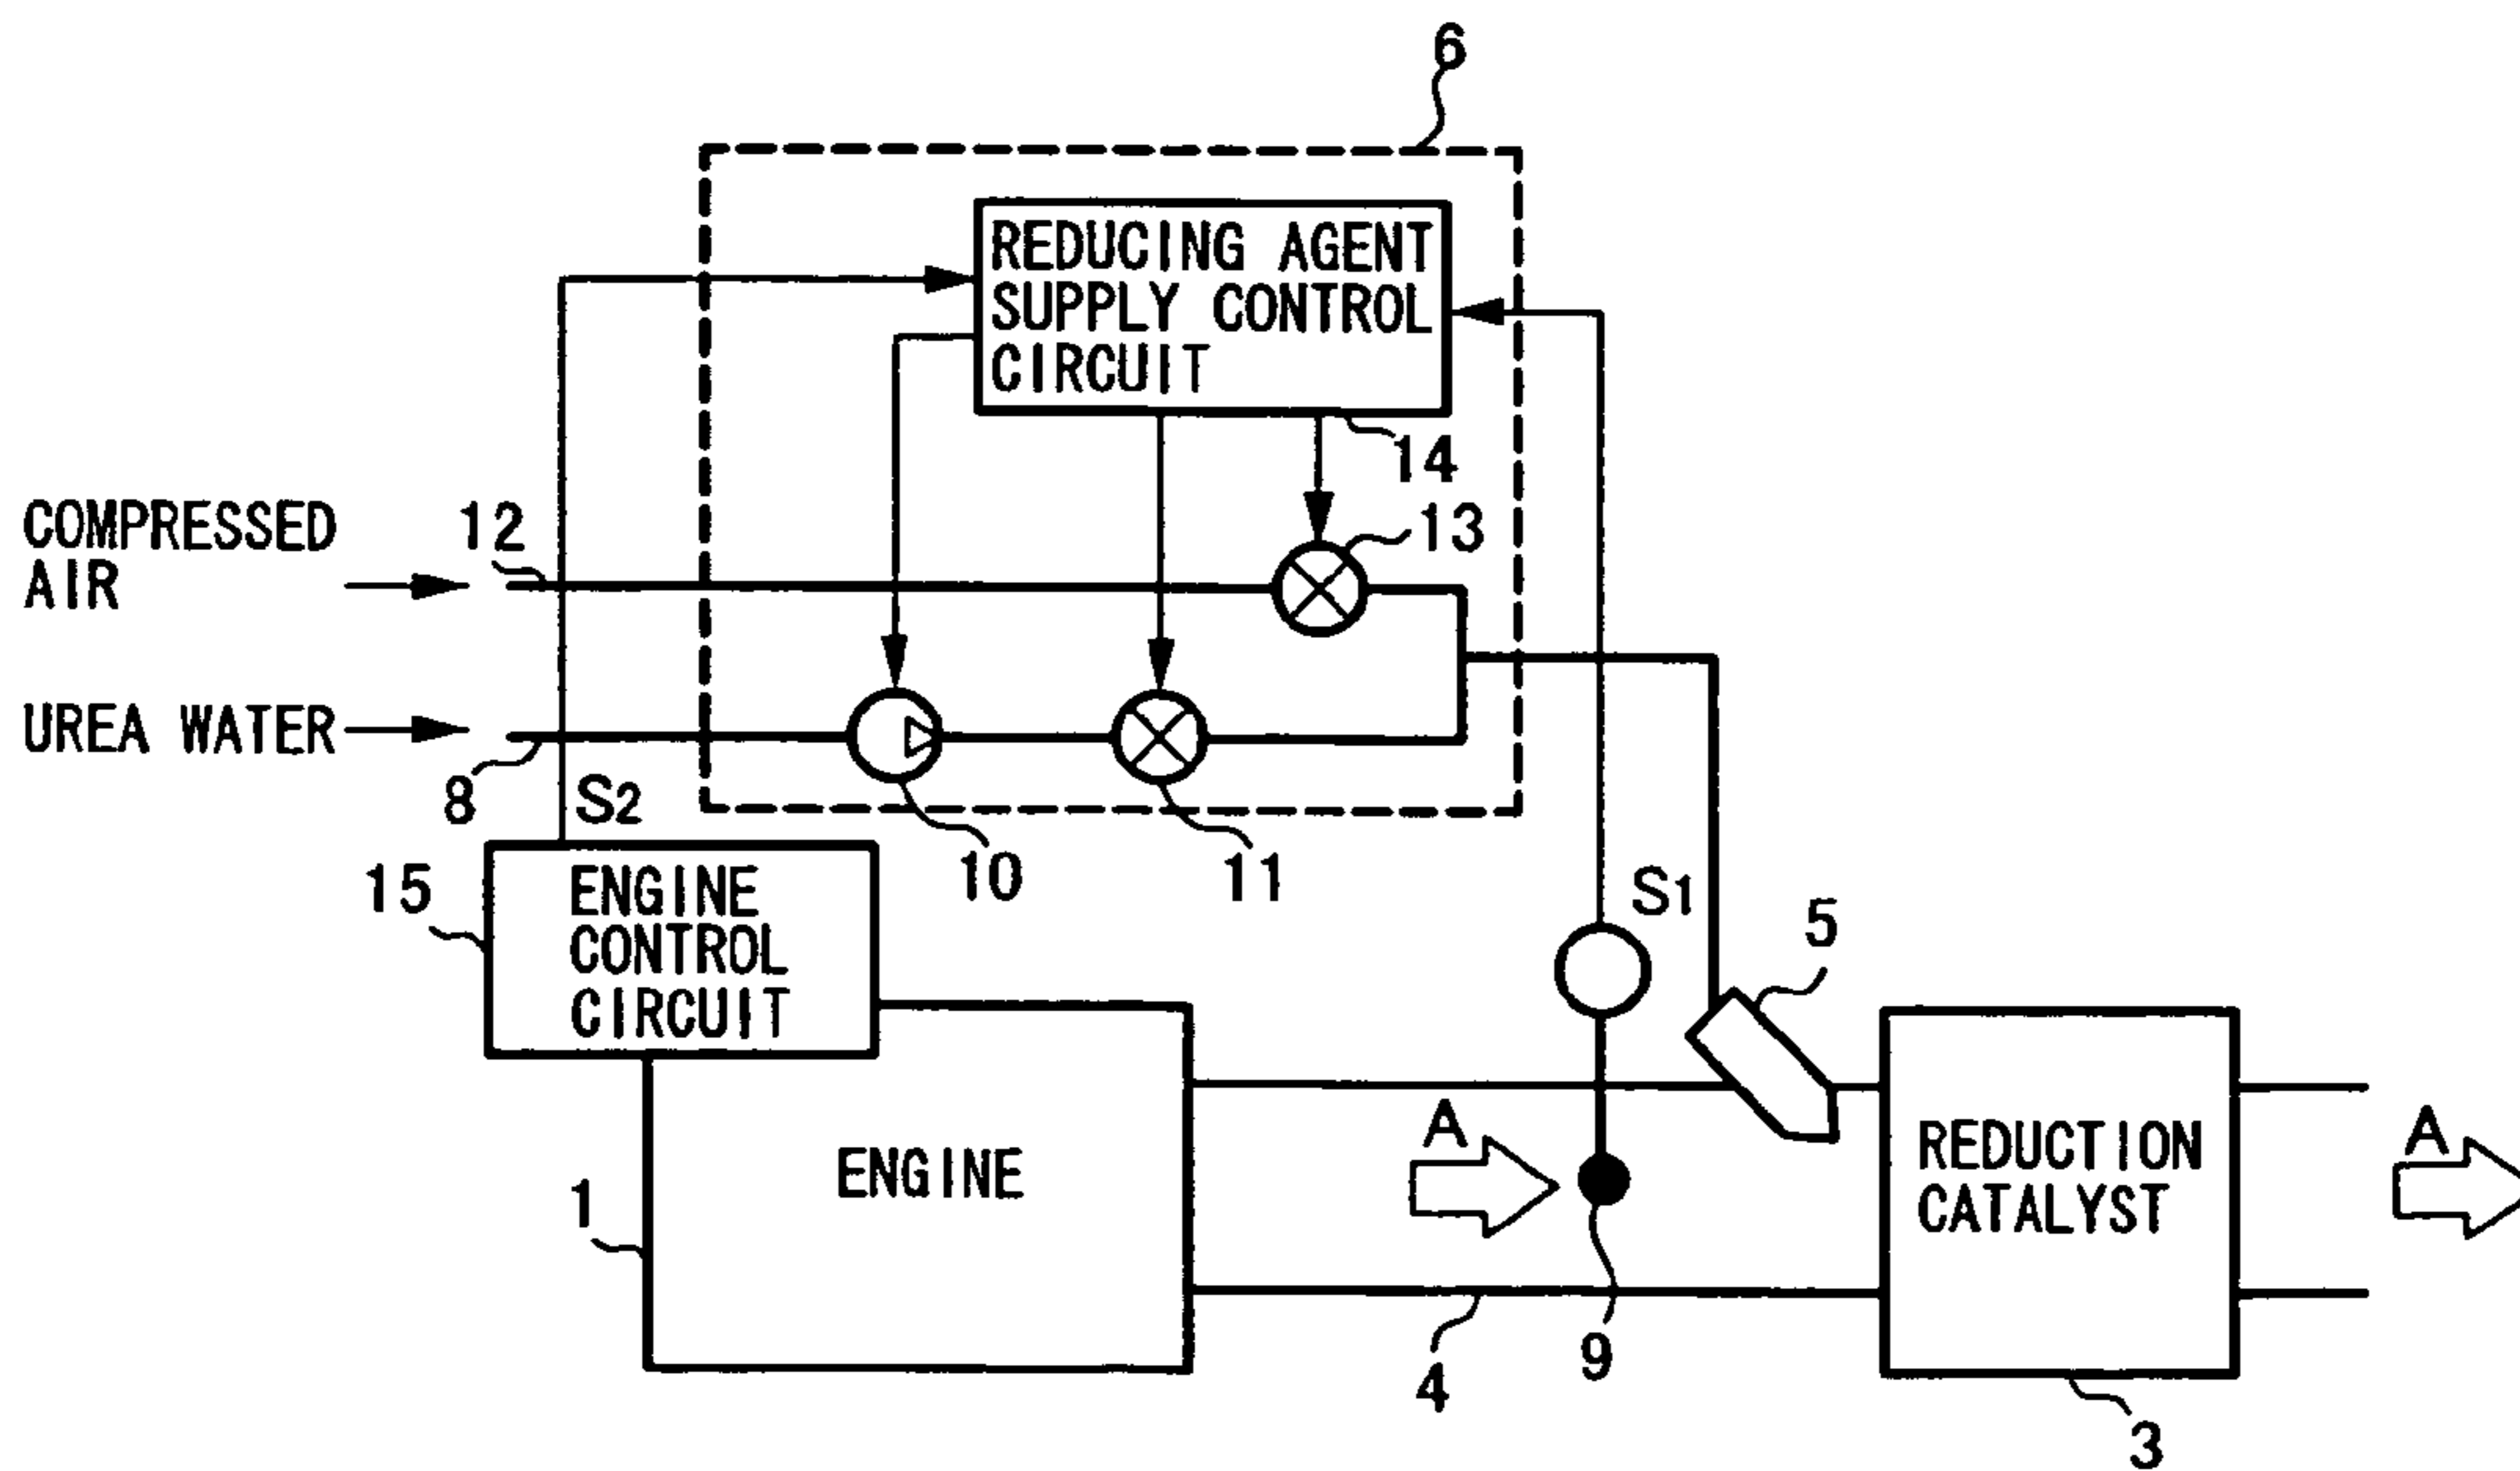 6
REDUCING AGENT
SUPPLY CONTROL
CIRCUIT
14
COMPRESSED
AIR
12
13
UREA WATER
8
S2
10
11
15
ENGINE
CONTROL
CIRCUIT
S1
5
A
ENGINE
1
REDUCTION
CATALYST
A
9
4
3